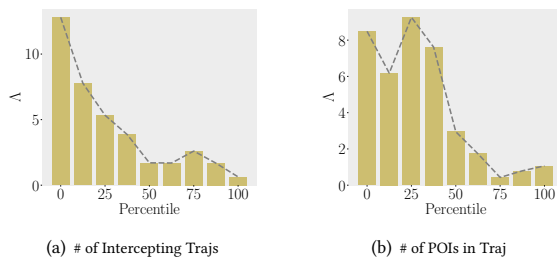 10
5
0
Λ
0 25 50 75 100
Percentile
(a) # of Intercepting Trajs
8
6
4
2
0
Λ
0 25 50 75 100
Percentile
(b) # of POIs in Traj